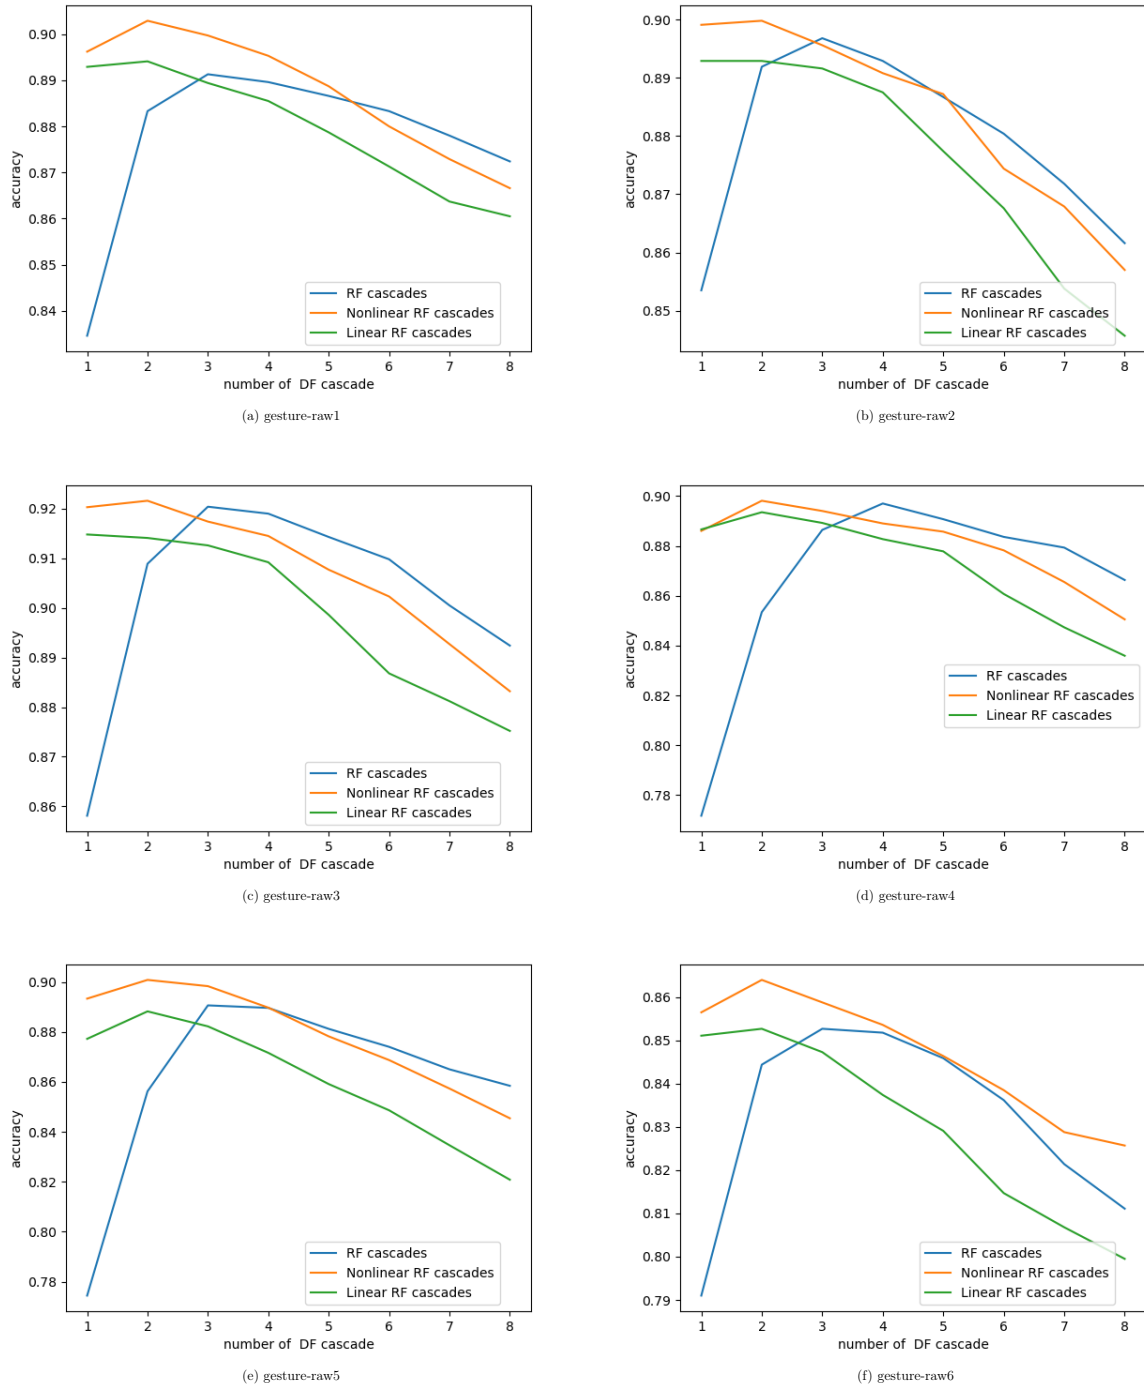 0.90
0.89
0.88
0.87
0.86
0.85
0.84
accuracy
RF cascades
Nonlinear RF cascades
Linear RF cascades
1 2 3 4 5 6 7 8
number of DF cascade
(a) gesture-raw1
0.90
0.89
0.88
0.87
0.86
0.85
accuracy
RF cascades
Nonlinear RF cascades
Linear RF cascades
1 2 3 4 5 6 7 8
number of DF cascade
(b) gesture-raw2
0.92
0.91
0.90
0.89
0.88
0.87
0.86
accuracy
RF cascades
Nonlinear RF cascades
Linear RF cascades
1 2 3 4 5 6 7 8
number of DF cascade
(c) gesture-raw3
0.90
0.88
0.86
0.84
0.82
0.80
0.78
accuracy
RF cascades
Nonlinear RF cascades
Linear RF cascades
1 2 3 4 5 6 7 8
number of DF cascade
(d) gesture-raw4
0.90
0.88
0.86
0.84
0.82
0.80
0.78
accuracy
RF cascades
Nonlinear RF cascades
Linear RF cascades
1 2 3 4 5 6 7 8
number of DF cascade
(e) gesture-raw5
0.86
0.85
0.84
0.83
0.82
0.81
0.80
0.79
accuracy
RF cascades
Nonlinear RF cascades
Linear RF cascades
1 2 3 4 5 6 7 8
number of DF cascade
(f) gesture-raw6